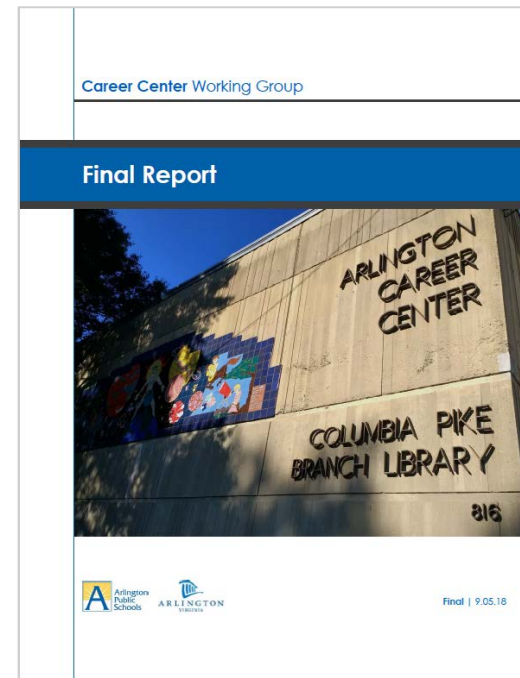 Career Center Working Group
Final Report
ARLINGTON
CAREER
CENTER
COLUMBIA PIKE
BRANCH LIBRARY
816
A Arlington
Public
Schools
ARLINGTON
VIRGINIA
Final | 9.05.18